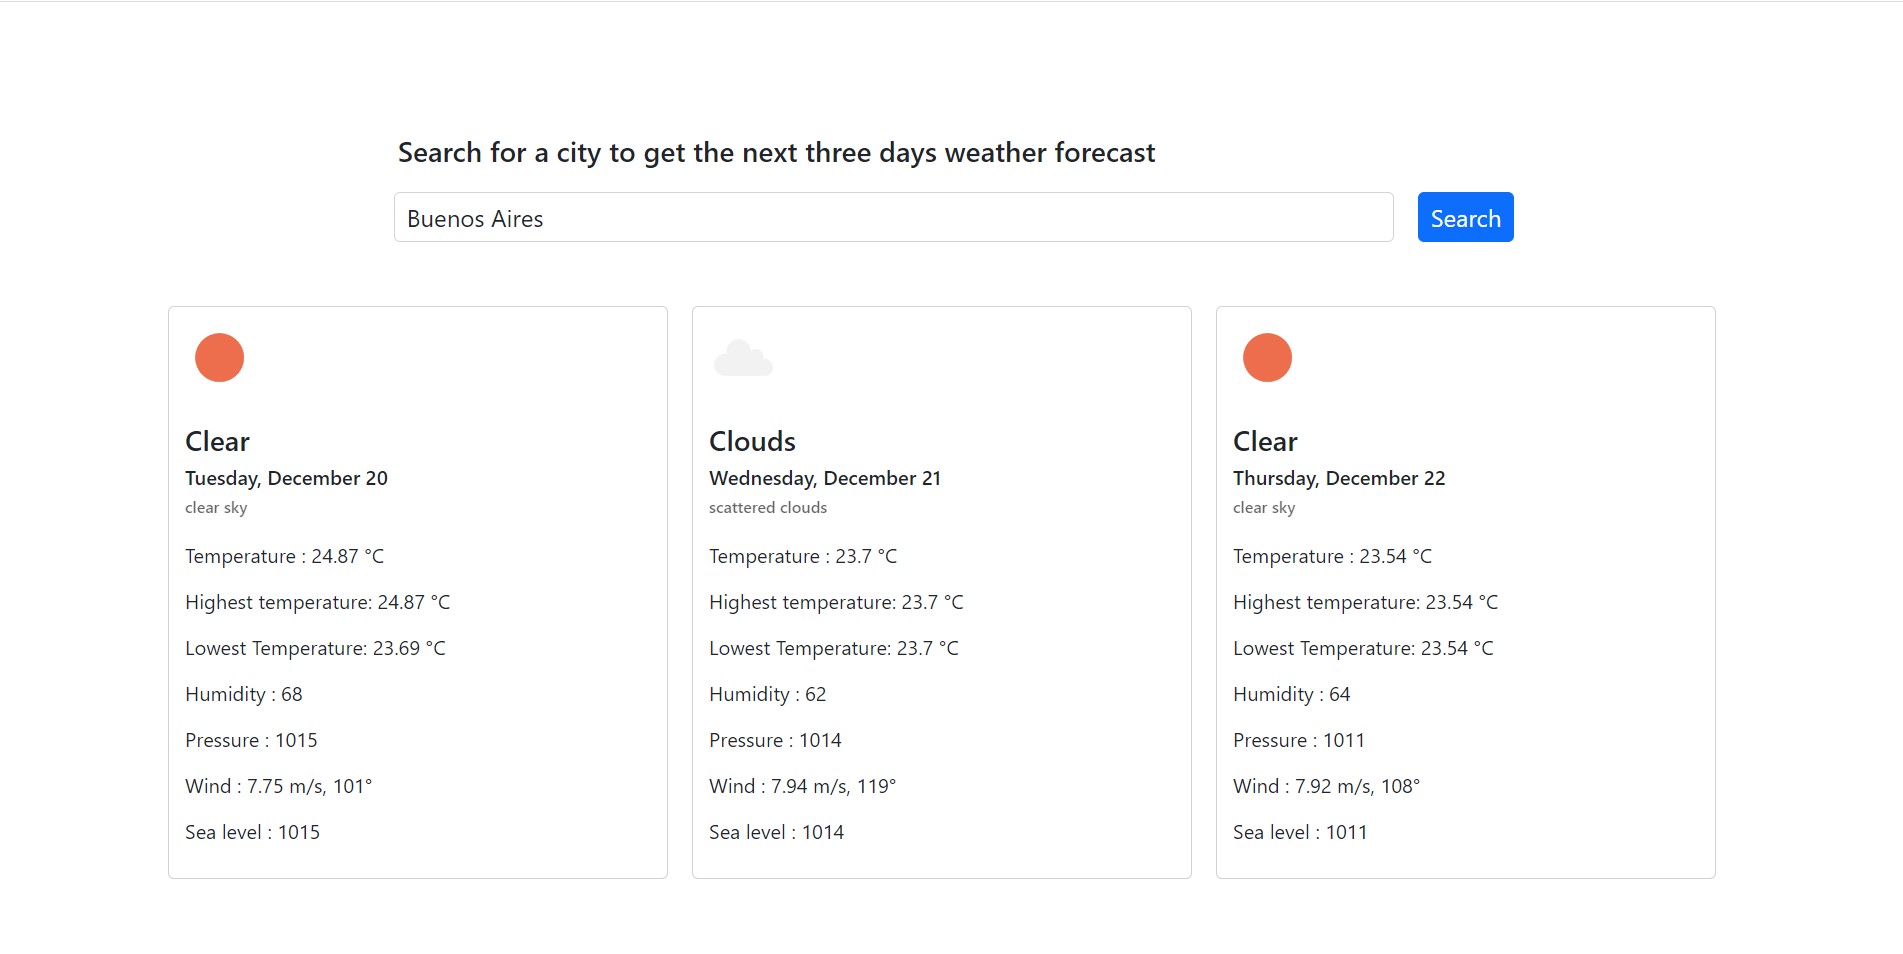 Search for a city to get the next three days weather forecast
Buenos Aires
Search
Clear
Tuesday, December 20
clear sky
Temperature : 24.87 °C
Highest temperature: 24.87 °C
Lowest Temperature: 23.69 °C
Humidity : 68
Pressure : 1015
Wind : 7.75 m/s, 101°
Sea level : 1015
Clouds
Wednesday, December 21
scattered clouds
Temperature : 23.7 °C
Highest temperature: 23.7 °C
Lowest Temperature: 23.7 °C
Humidity : 62
Pressure : 1014
Wind : 7.94 m/s, 119°
Sea level : 1014
Clear
Thursday, December 22
clear sky
Temperature : 23.54 °C
Highest temperature: 23.54 °C
Lowest Temperature: 23.54 °C
Humidity : 64
Pressure : 1011
Wind : 7.92 m/s, 108°
Sea level : 1011